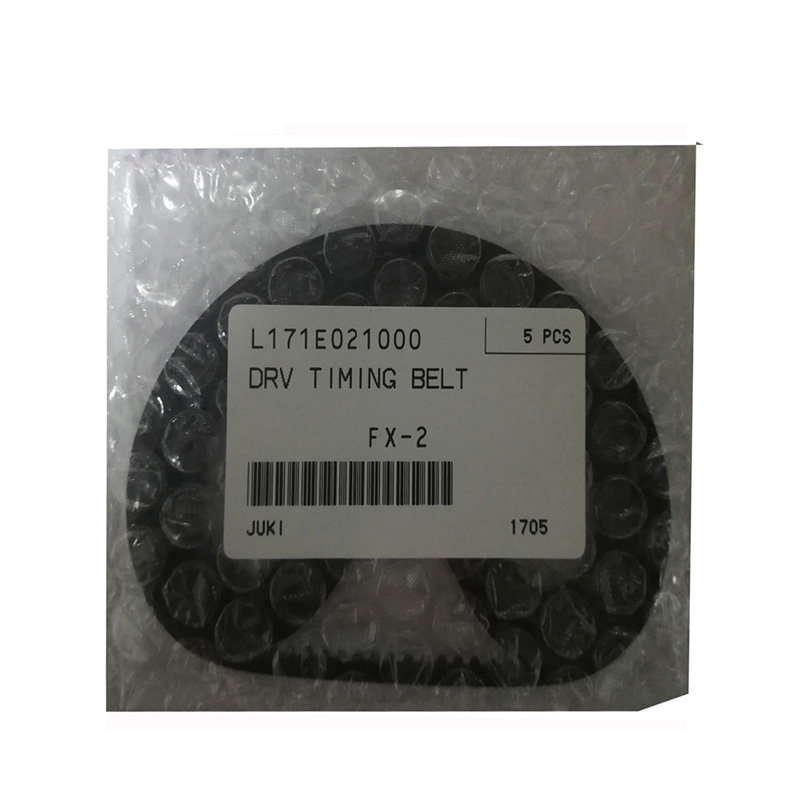 L171E021000
5 PCS
DRV TIMING BELT
FX-2
JUKI
1705